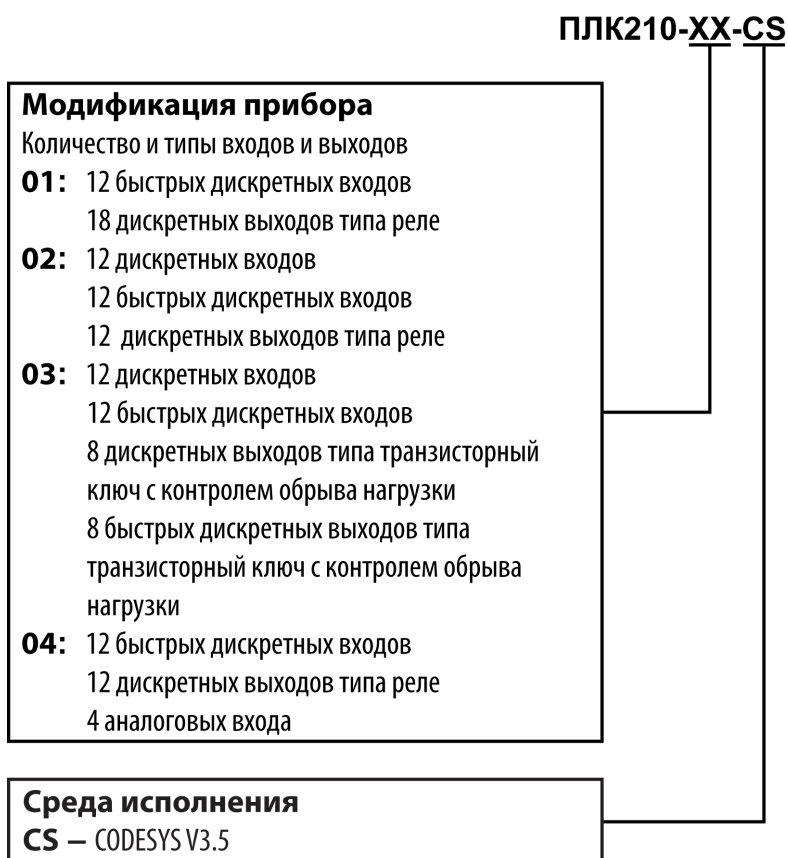 ПЛК210-XX-CS
Модификация прибора
Количество и типы входов и выходов
01: 12 быстрых дискретных входов
18 дискретных выходов типа реле
02: 12 дискретных входов
12 быстрых дискретных входов
12 дискретных выходов типа реле
03: 12 дискретных входов
12 быстрых дискретных входов
8 дискретных выходов типа транзисторный
ключ с контролем обрыва нагрузки
8 быстрых дискретных выходов типа
транзисторный ключ с контролем обрыва
нагрузки
04: 12 быстрых дискретных входов
12 дискретных выходов типа реле
4 аналоговых входа
Среда исполнения
CS – CODESYS V3.5